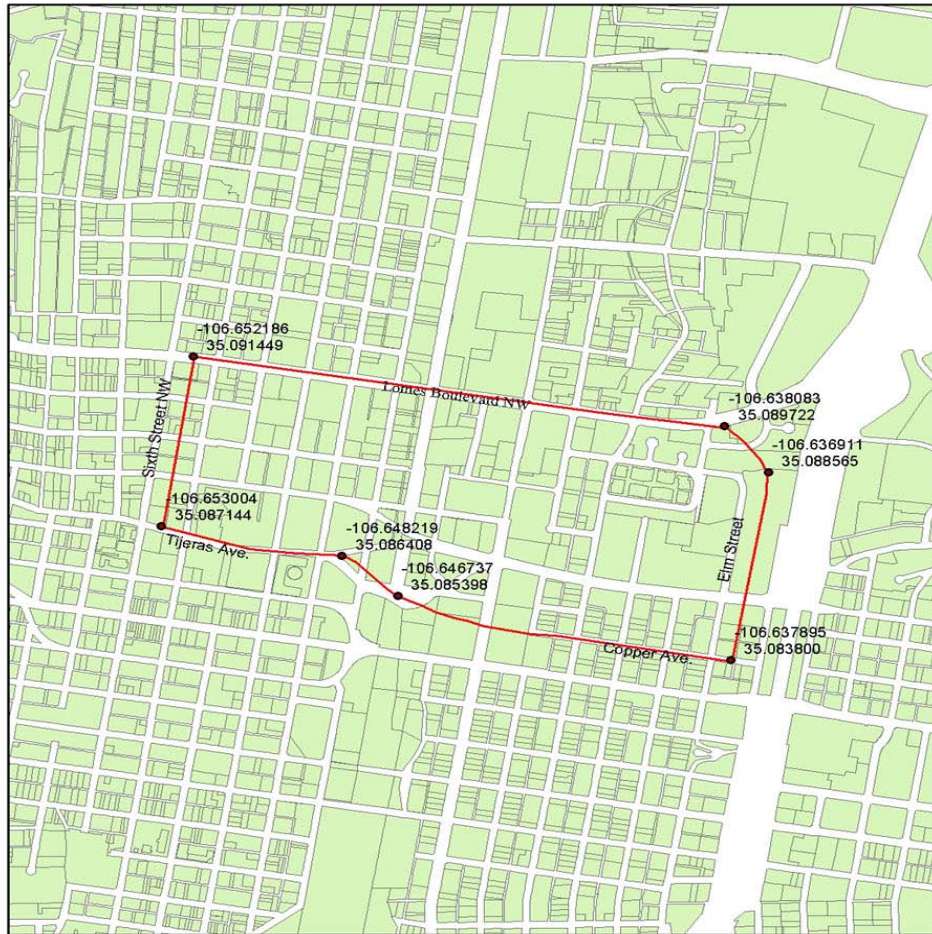 -106.652186
35.091449
Lomes Boulevard NW
-106.638083
35.089722
-106.636911
35.088565
Sixth Street NW
-106.653004
35.087144
Tijeras Ave.
-106.648219
35.086408
-106.646737
35.085398
Elm Street
Copper Ave.
-106.637895
35.083800